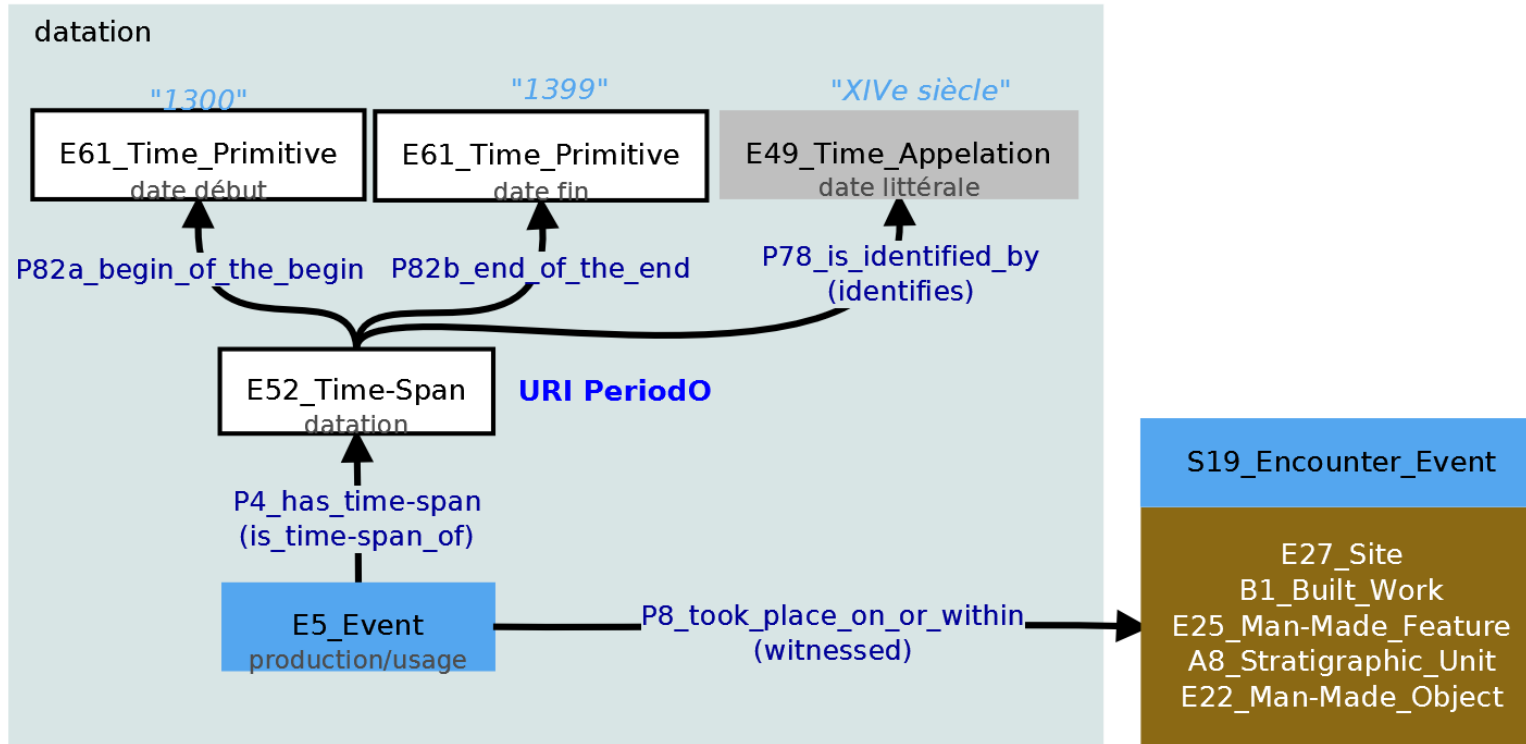 datation
"1300"
"1399"
"XIVe siècle"
E61_Time_Primitive
date début
E61_Time_Primitive
date fin
E49_Time_Appelation
date littérale
P82a_begin_of_the_begin
P82b_end_of_the_end
P78_is_identified_by
(identifies)
E52_Time-Span
datation
URI PeriodO
P4_has_time-span
(is_time-span_of)
E5_Event
production/usage
P8_took_place_on_or_within
(witnessed)
S19_Encounter_Event
E27_Site
B1_Built_Work
E25_Man-Made_Feature
A8_Stratigraphic_Unit
E22_Man-Made_Object